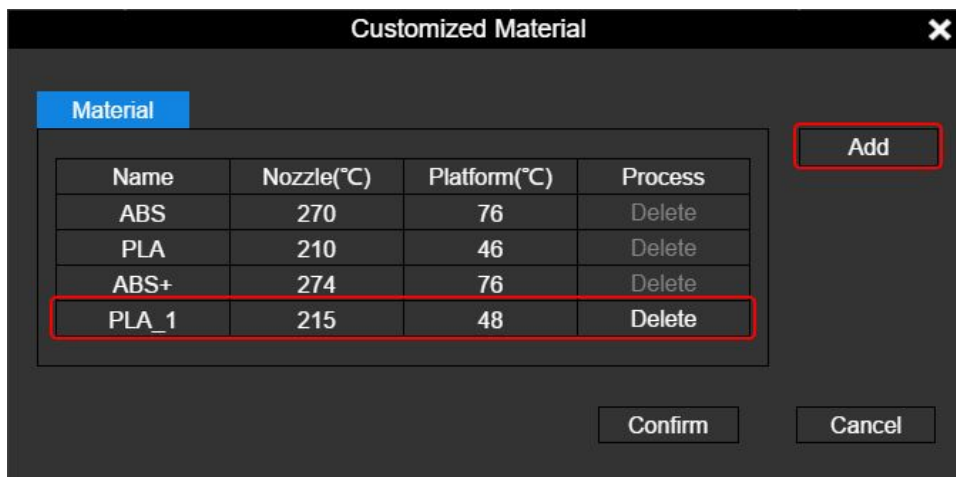 Customized Material
Material
Add
Name Nozzle(℃) Platform(℃) Process
ABS 270 76 Delete
PLA 210 46 Delete
ABS+ 274 76 Delete
PLA_1 215 48 Delete
Confirm Cancel